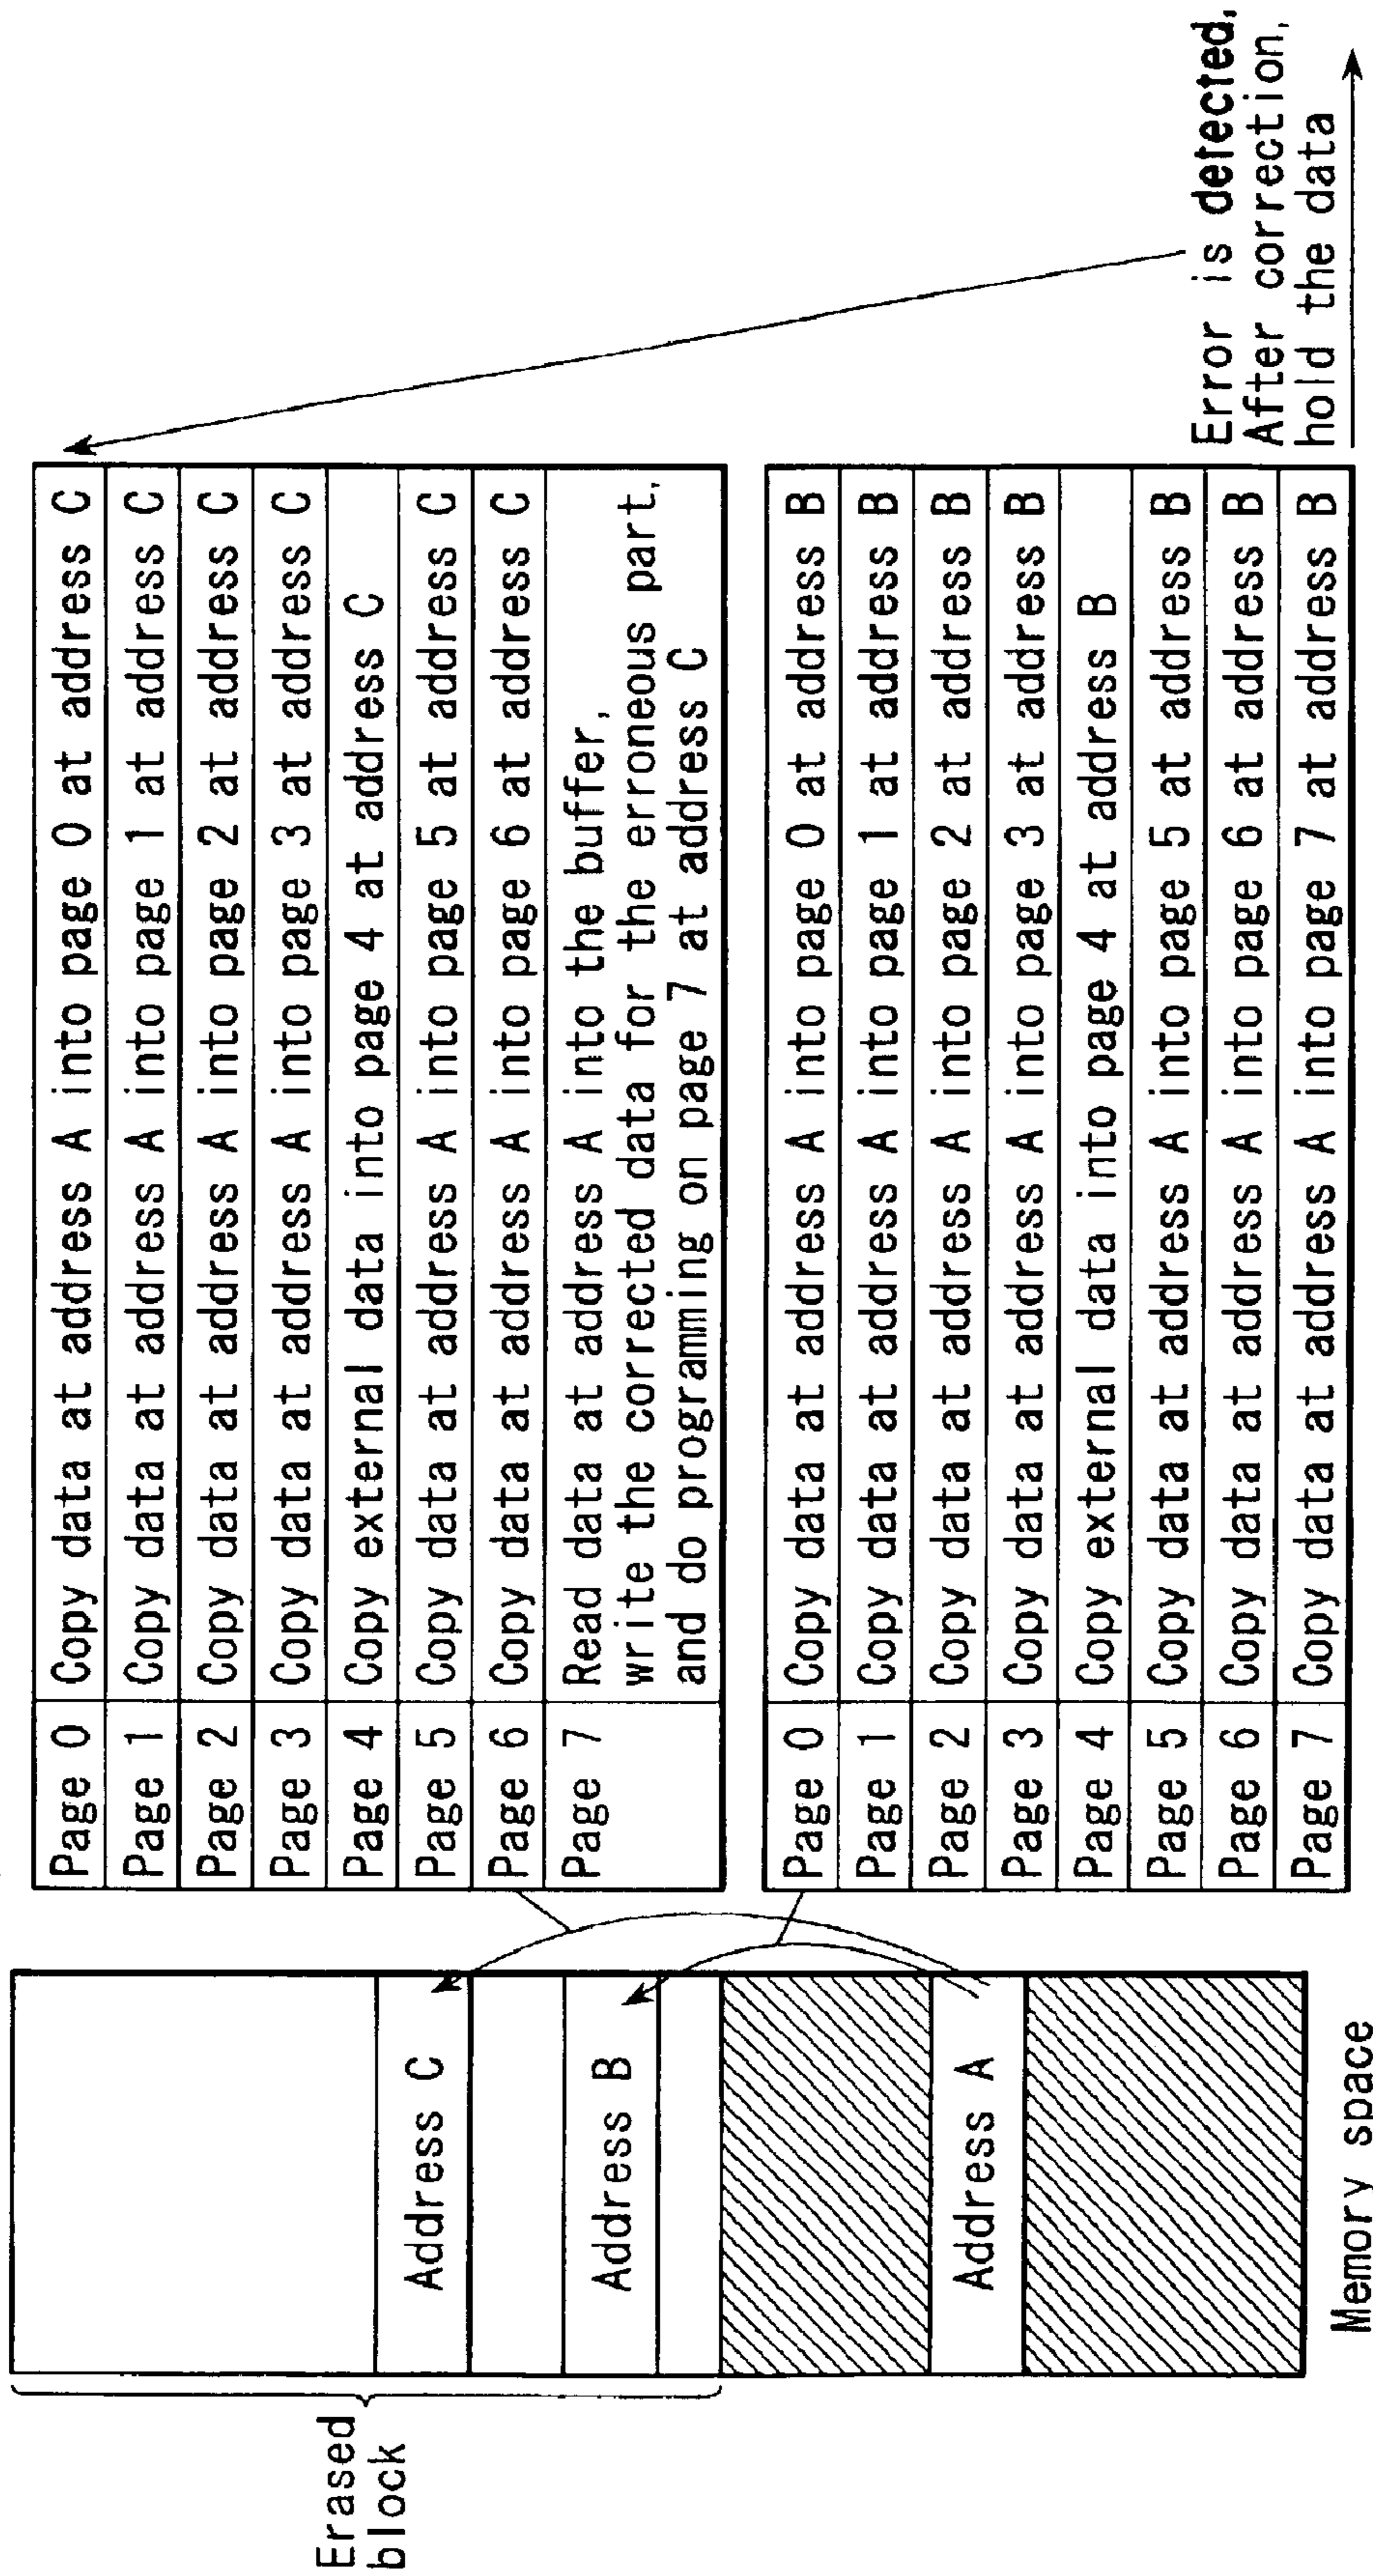 Erased
block
Address C
Address B
Address A
Memory space
Page 0 Copy data at address A into page 0 at address C
Page 1 Copy data at address A into page 1 at address C
Page 2 Copy data at address A into page 2 at address C
Page 3 Copy data at address A into page 3 at address C
Page 4 Copy external data into page 4 at address C
Page 5 Copy data at address A into page 5 at address C
Page 6 Copy data at address A into page 6 at address C
Page 7 Read data at address A into the buffer,
write the corrected data for the erroneous part,
and do programming on page 7 at address C
Page 0 Copy data at address A into page 0 at address B
Page 1 Copy data at address A into page 1 at address B
Page 2 Copy data at address A into page 2 at address B
Page 3 Copy data at address A into page 3 at address B
Page 4 Copy external data into page 4 at address B
Page 5 Copy data at address A into page 5 at address B
Page 6 Copy data at address A into page 6 at address B
Page 7 Copy data at address A into page 7 at address B
Error is detected.
After correction,
hold the data